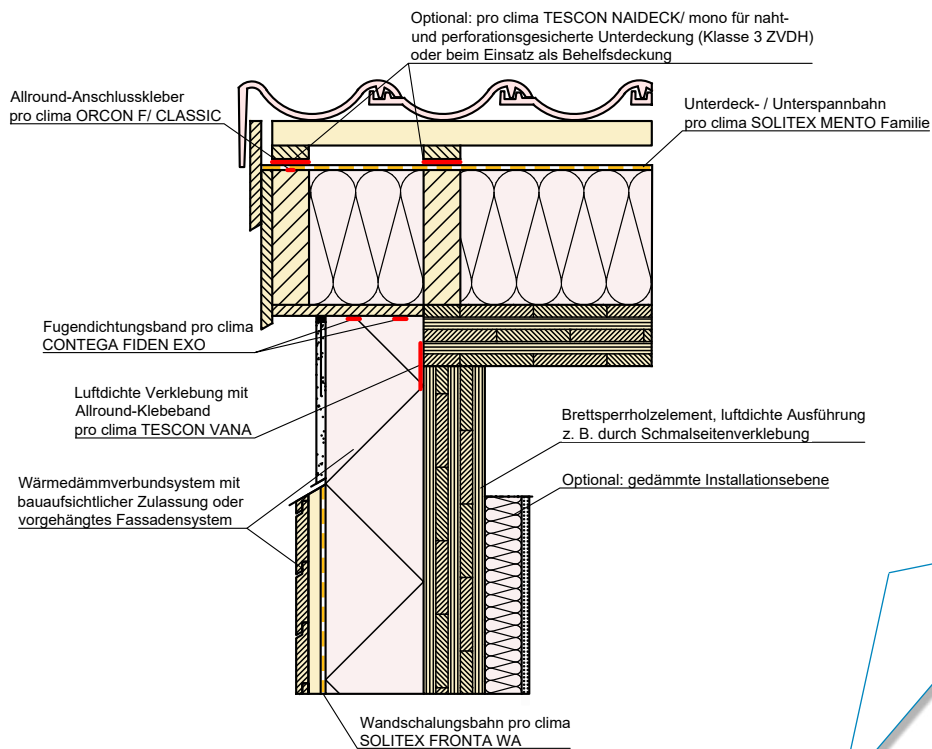 Optional: pro clima TESCON NAIDECK/ mono für naht-
und perforationsgesicherte Unterdeckung (Klasse 3 ZVDH)
oder beim Einsatz als Behelfsdeckung
Allround-Anschlusskleber
pro clima ORCON F/ CLASSIC
Unterdeck- / Unterspannbahn
pro clima SOLITEX MENTO Familie
Fugendichtungsband pro clima
CONTEGA FIDEN EXO
Luftdichte Verklebung mit
Allround-Klebeband
pro clima TESCON VANA
Brettsperrholzelement, luftdichte Ausführung
z. B. durch Schmalseitenverklebung
Wärmedämmverbundsystem mit
bauaufsichtlicher Zulassung oder
vorgehängtes Fassadensystem
Optional: gedämmte Installationsebene
Wandschalungsbahn pro clima
SOLITEX FRONTA WA